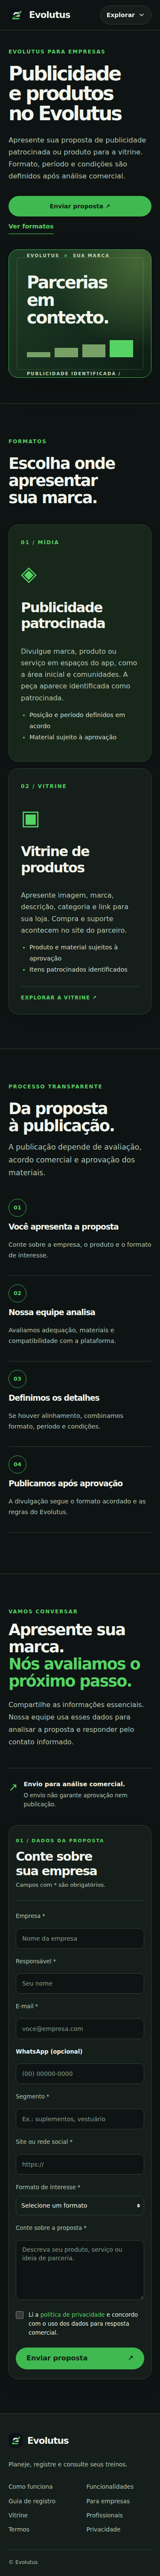 Evolutus
Explorar
EVOLUTUS PARA EMPRESAS
Publicidade
e produtos
no Evolutus
Apresente sua proposta de publicidade
patrocinada ou produto para a vitrine.
Formato, período e condições são
definidos após análise comercial.
Enviar proposta ↗
Ver formatos
EVOLUTUS × SUA MARCA
Parcerias
em
contexto.
PUBLICIDADE IDENTIFICADA /
FORMATOS
Escolha onde
apresentar
sua marca.
01 / MÍDIA
Publicidade
patrocinada
Divulgue marca, produto ou
serviço em espaços do app, como
a área inicial e comunidades. A
peça aparece identificada como
patrocinada.
• Posição e período definidos em
acordo
• Material sujeito à aprovação
02 / VITRINE
Vitrine de
produtos
Apresente imagem, marca,
descrição, categoria e link para
sua loja. Compra e suporte
acontecem no site do parceiro.
• Produto e material sujeitos à
aprovação
• Itens patrocinados identificados
EXPLORAR A VITRINE ↗
PROCESSO TRANSPARENTE
Da proposta
à publicação.
A publicação depende de avaliação,
acordo comercial e aprovação dos
materiais.
01
Você apresenta a proposta
Conte sobre a empresa, o produto e o formato
de interesse.
02
Nossa equipe analisa
Avaliamos adequação, materiais e
compatibilidade com a plataforma.
03
Definimos os detalhes
Se houver alinhamento, combinamos
formato, período e condições.
04
Publicamos após aprovação
A divulgação segue o formato acordado e as
regras do Evolutus.
VAMOS CONVERSAR
Apresente sua
marca.
Nós avaliamos o
próximo passo.
Compartilhe as informações essenciais.
Nossa equipe usa esses dados para
analisar a proposta e responder pelo
contato informado.
↗ Envio para análise comercial.
O envio não garante aprovação nem
publicação.
01 / DADOS DA PROPOSTA
Conte sobre
sua empresa
Campos com * são obrigatórios.
Empresa *
Nome da empresa
Responsável *
Seu nome
E-mail *
voce@empresa.com
WhatsApp (opcional)
(00) 00000-0000
Segmento *
Ex.: suplementos, vestuário
Site ou rede social *
https://
Formato de interesse *
Selecione um formato
Conte sobre a proposta *
Descreva seu produto, serviço ou
ideia de parceria.
Li a política de privacidade e concordo
com o uso dos dados para resposta
comercial.
Enviar proposta ↗
Evolutus
Planeje, registre e consulte seus treinos.
Como funciona Funcionalidades
Guia de registro Para empresas
Vitrine Profissionais
Termos Privacidade
© Evolutus